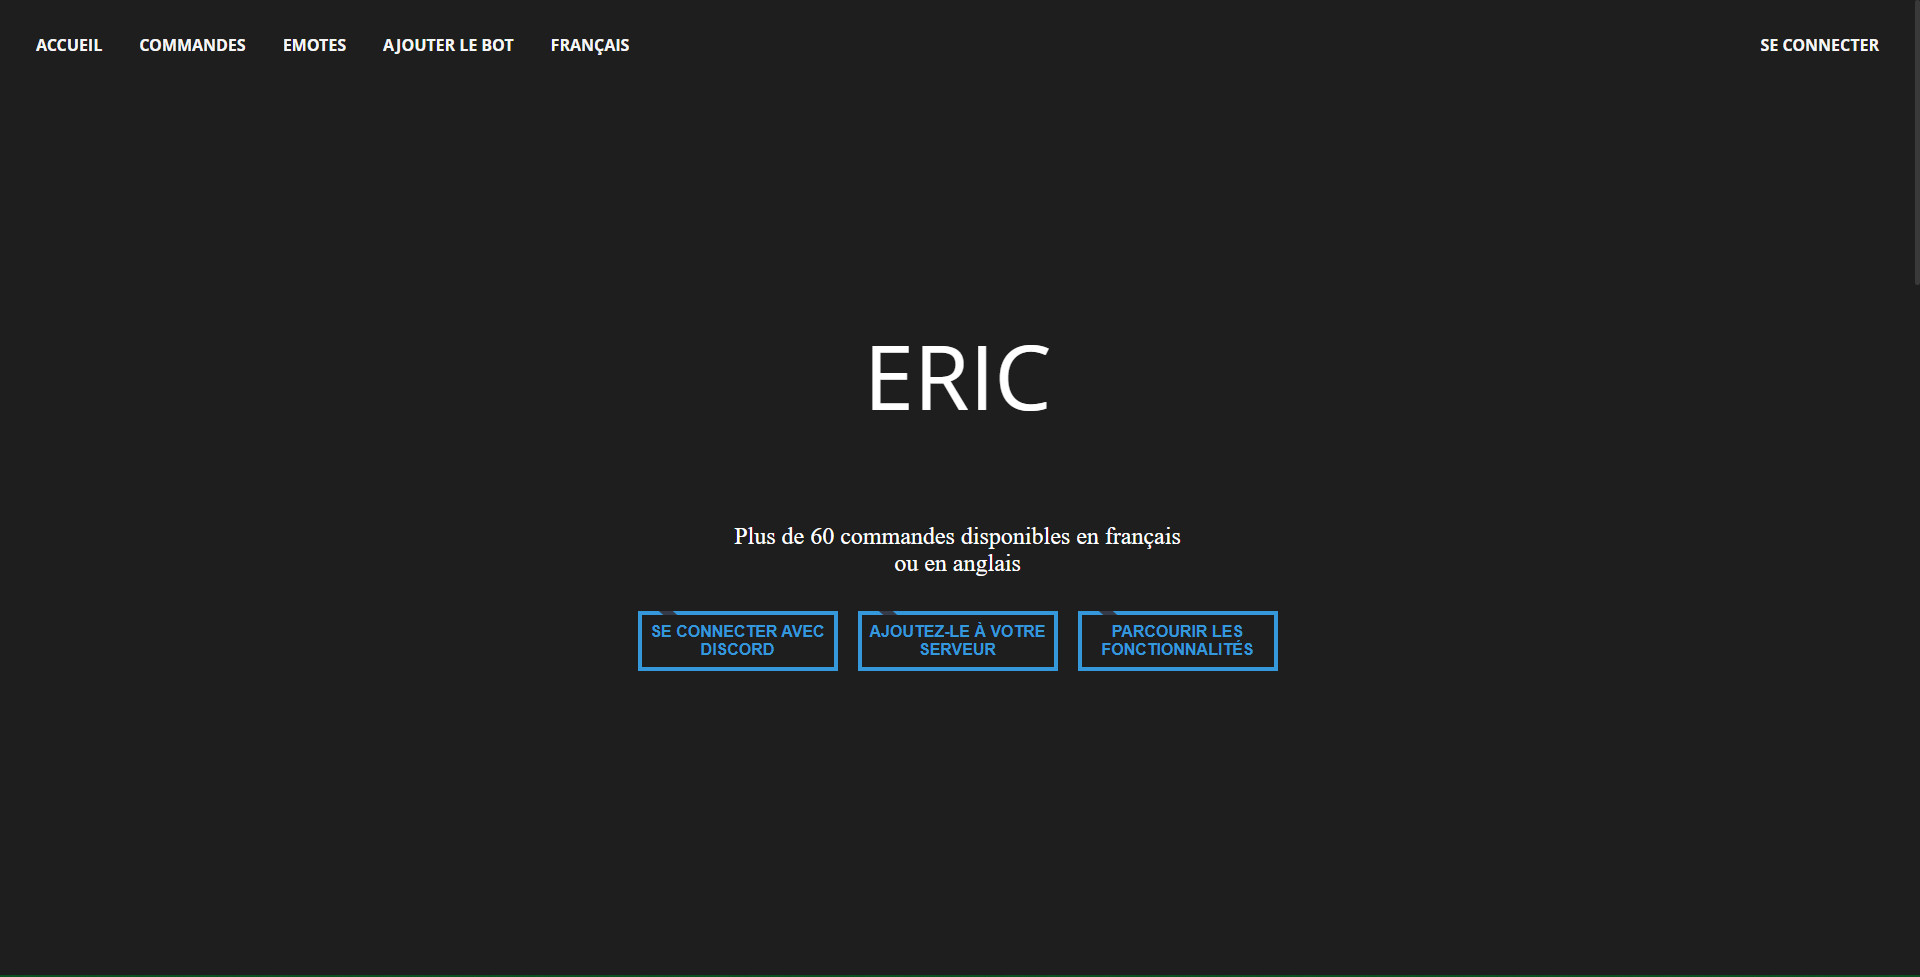 ACCUEIL COMMANDES EMOTES AJOUTER LE BOT FRANÇAIS SE CONNECTER
ERIC
Plus de 60 commandes disponibles en français
ou en anglais
SE CONNECTER AVEC
DISCORD
AJOUTEZ-LE À VOTRE
SERVEUR
PARCOURIR LES
FONCTIONNALITÉS